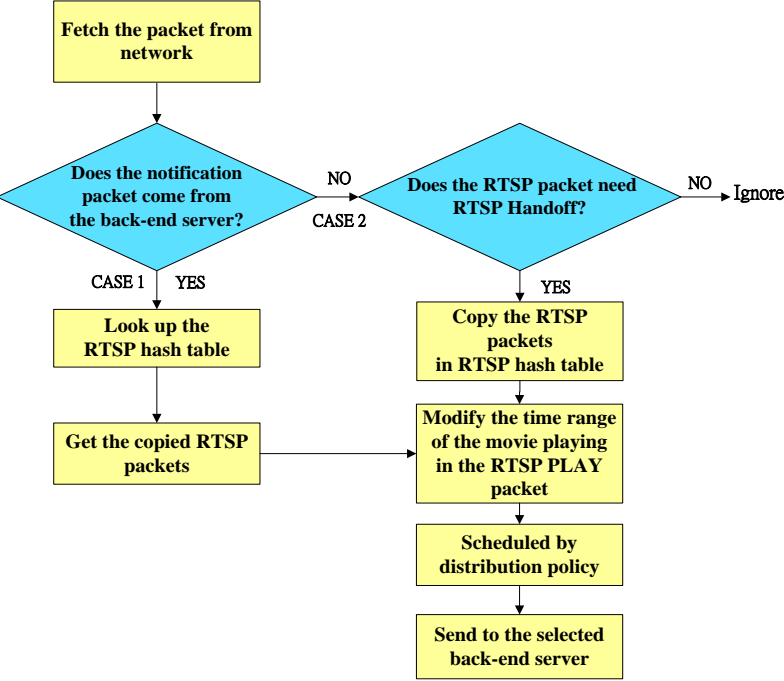 Fetch the packet from
network
Does the notification
packet come from
the back-end server?
NO
CASE 2
Does the RTSP packet need
RTSP Handoff?
NO
Ignore
CASE 1
YES
YES
Look up the
RTSP hash table
Copy the RTSP
packets
in RTSP hash table
Get the copied RTSP
packets
Modify the time range
of the movie playing
in the RTSP PLAY
packet
Scheduled by
distribution policy
Send to the selected
back-end server